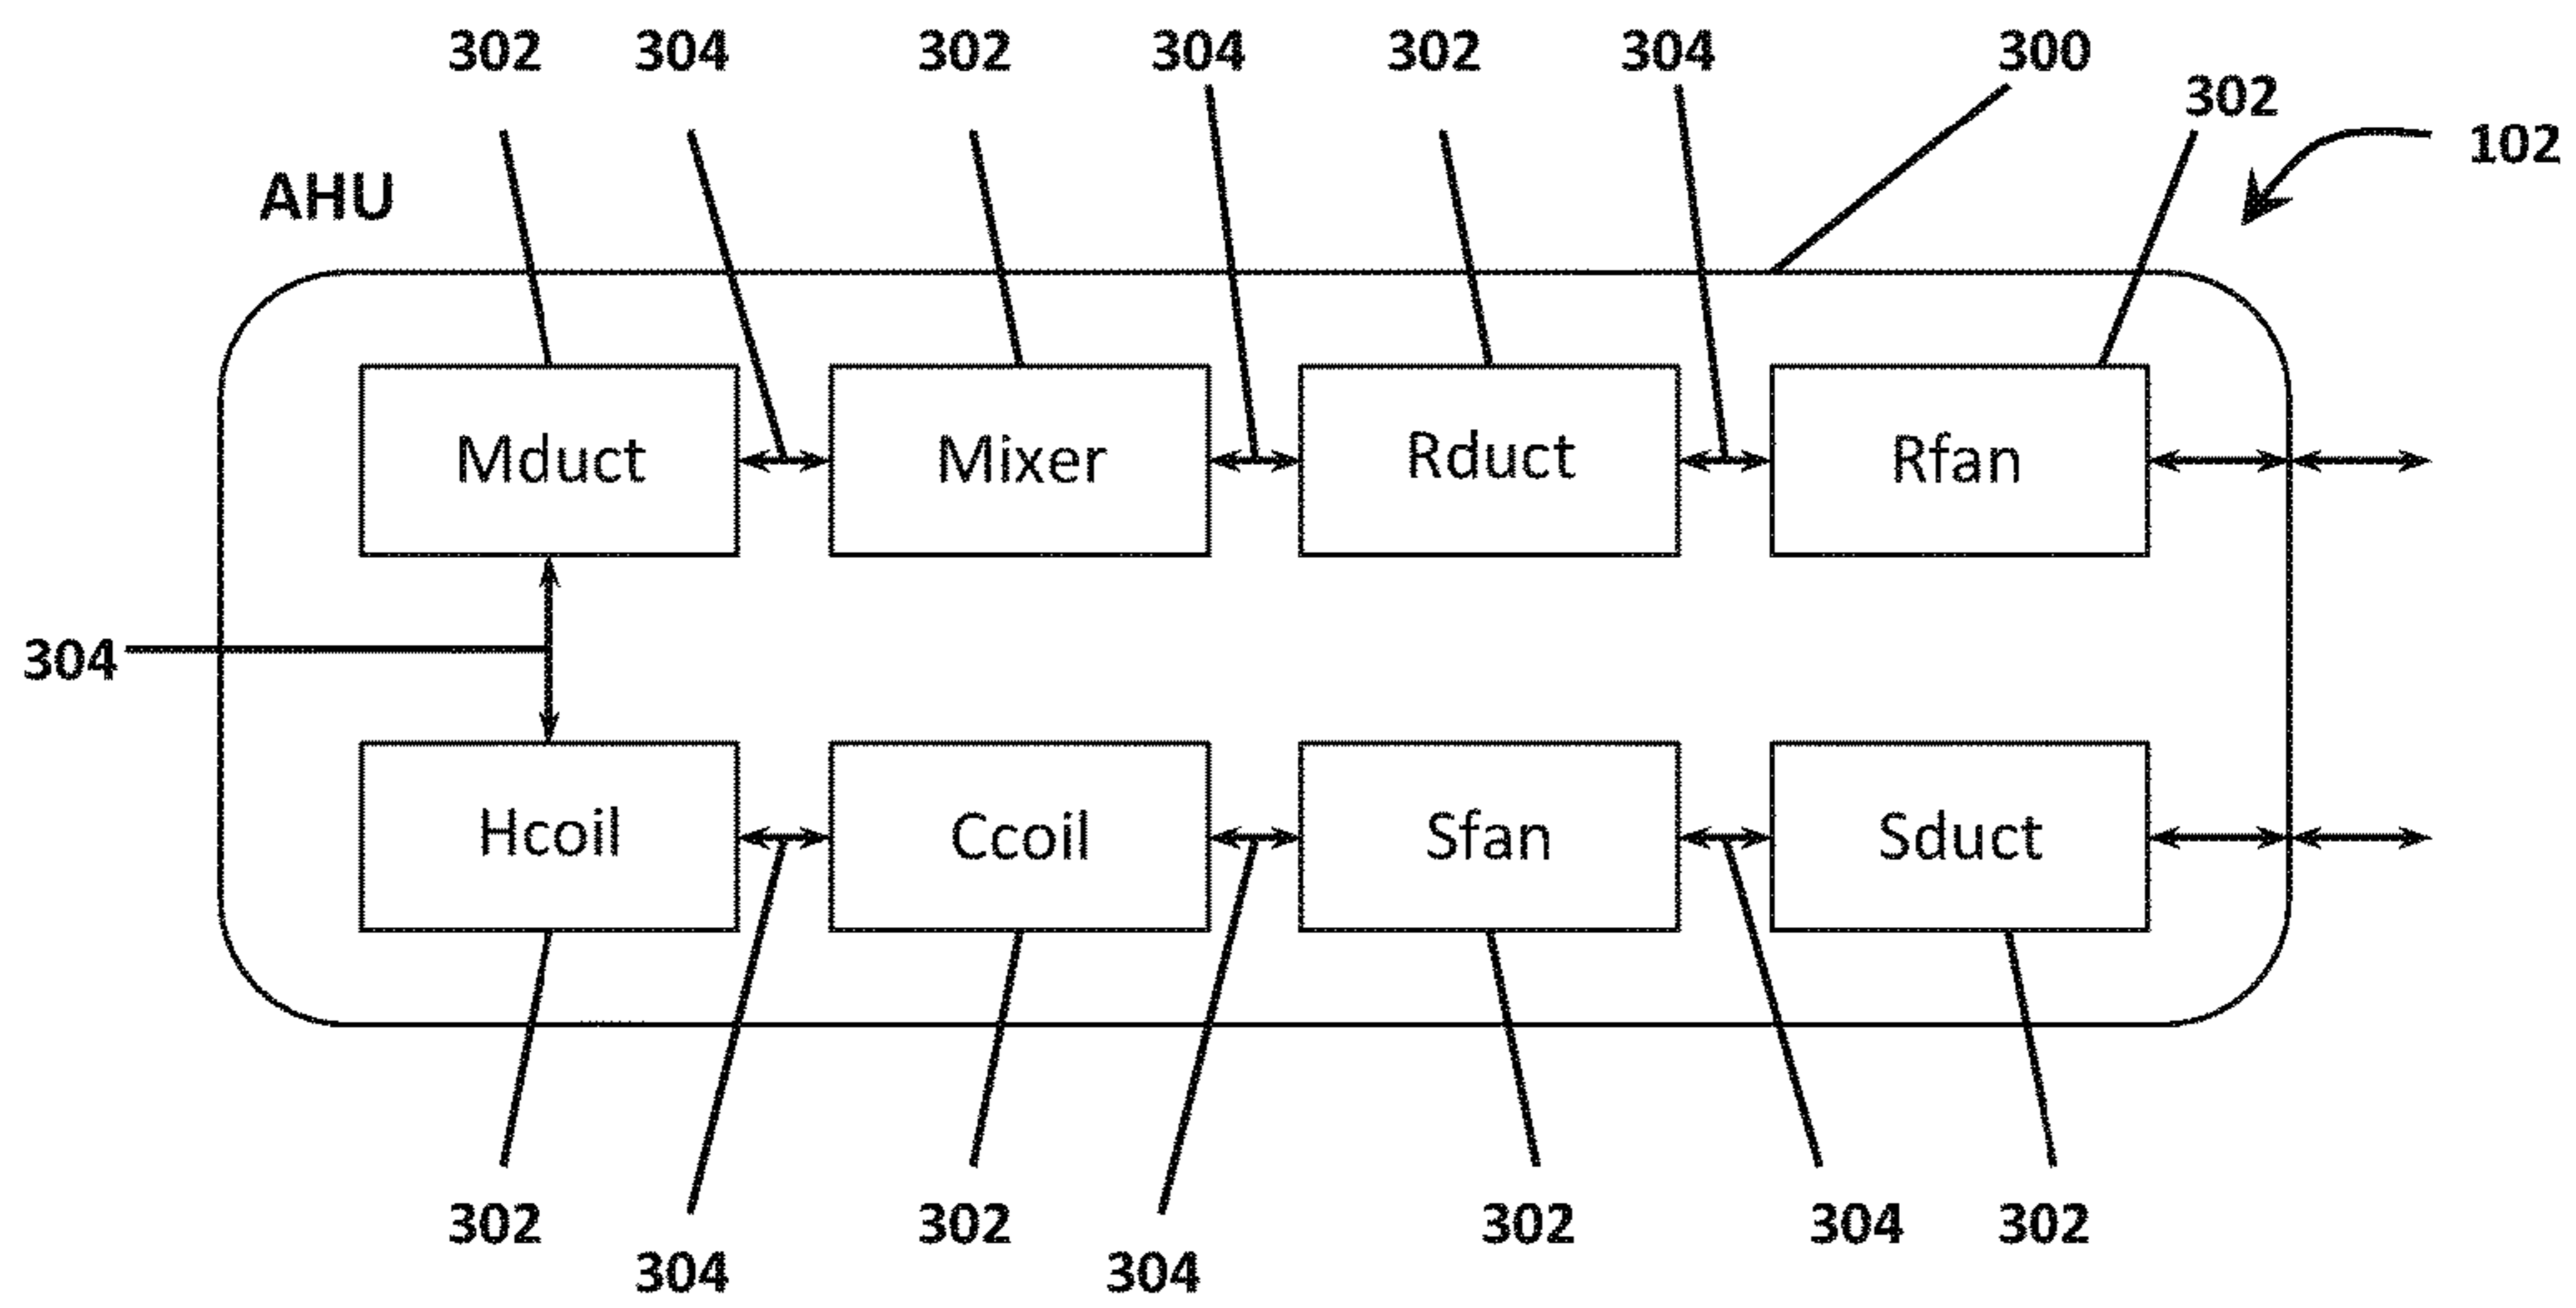 302 304 302 304 302 304 300
302
102
AHU
Mduct Mixer Rduct Rfan
304
Hcoil Ccoil Sfan Sduct
302 302 302 304 302
304 304